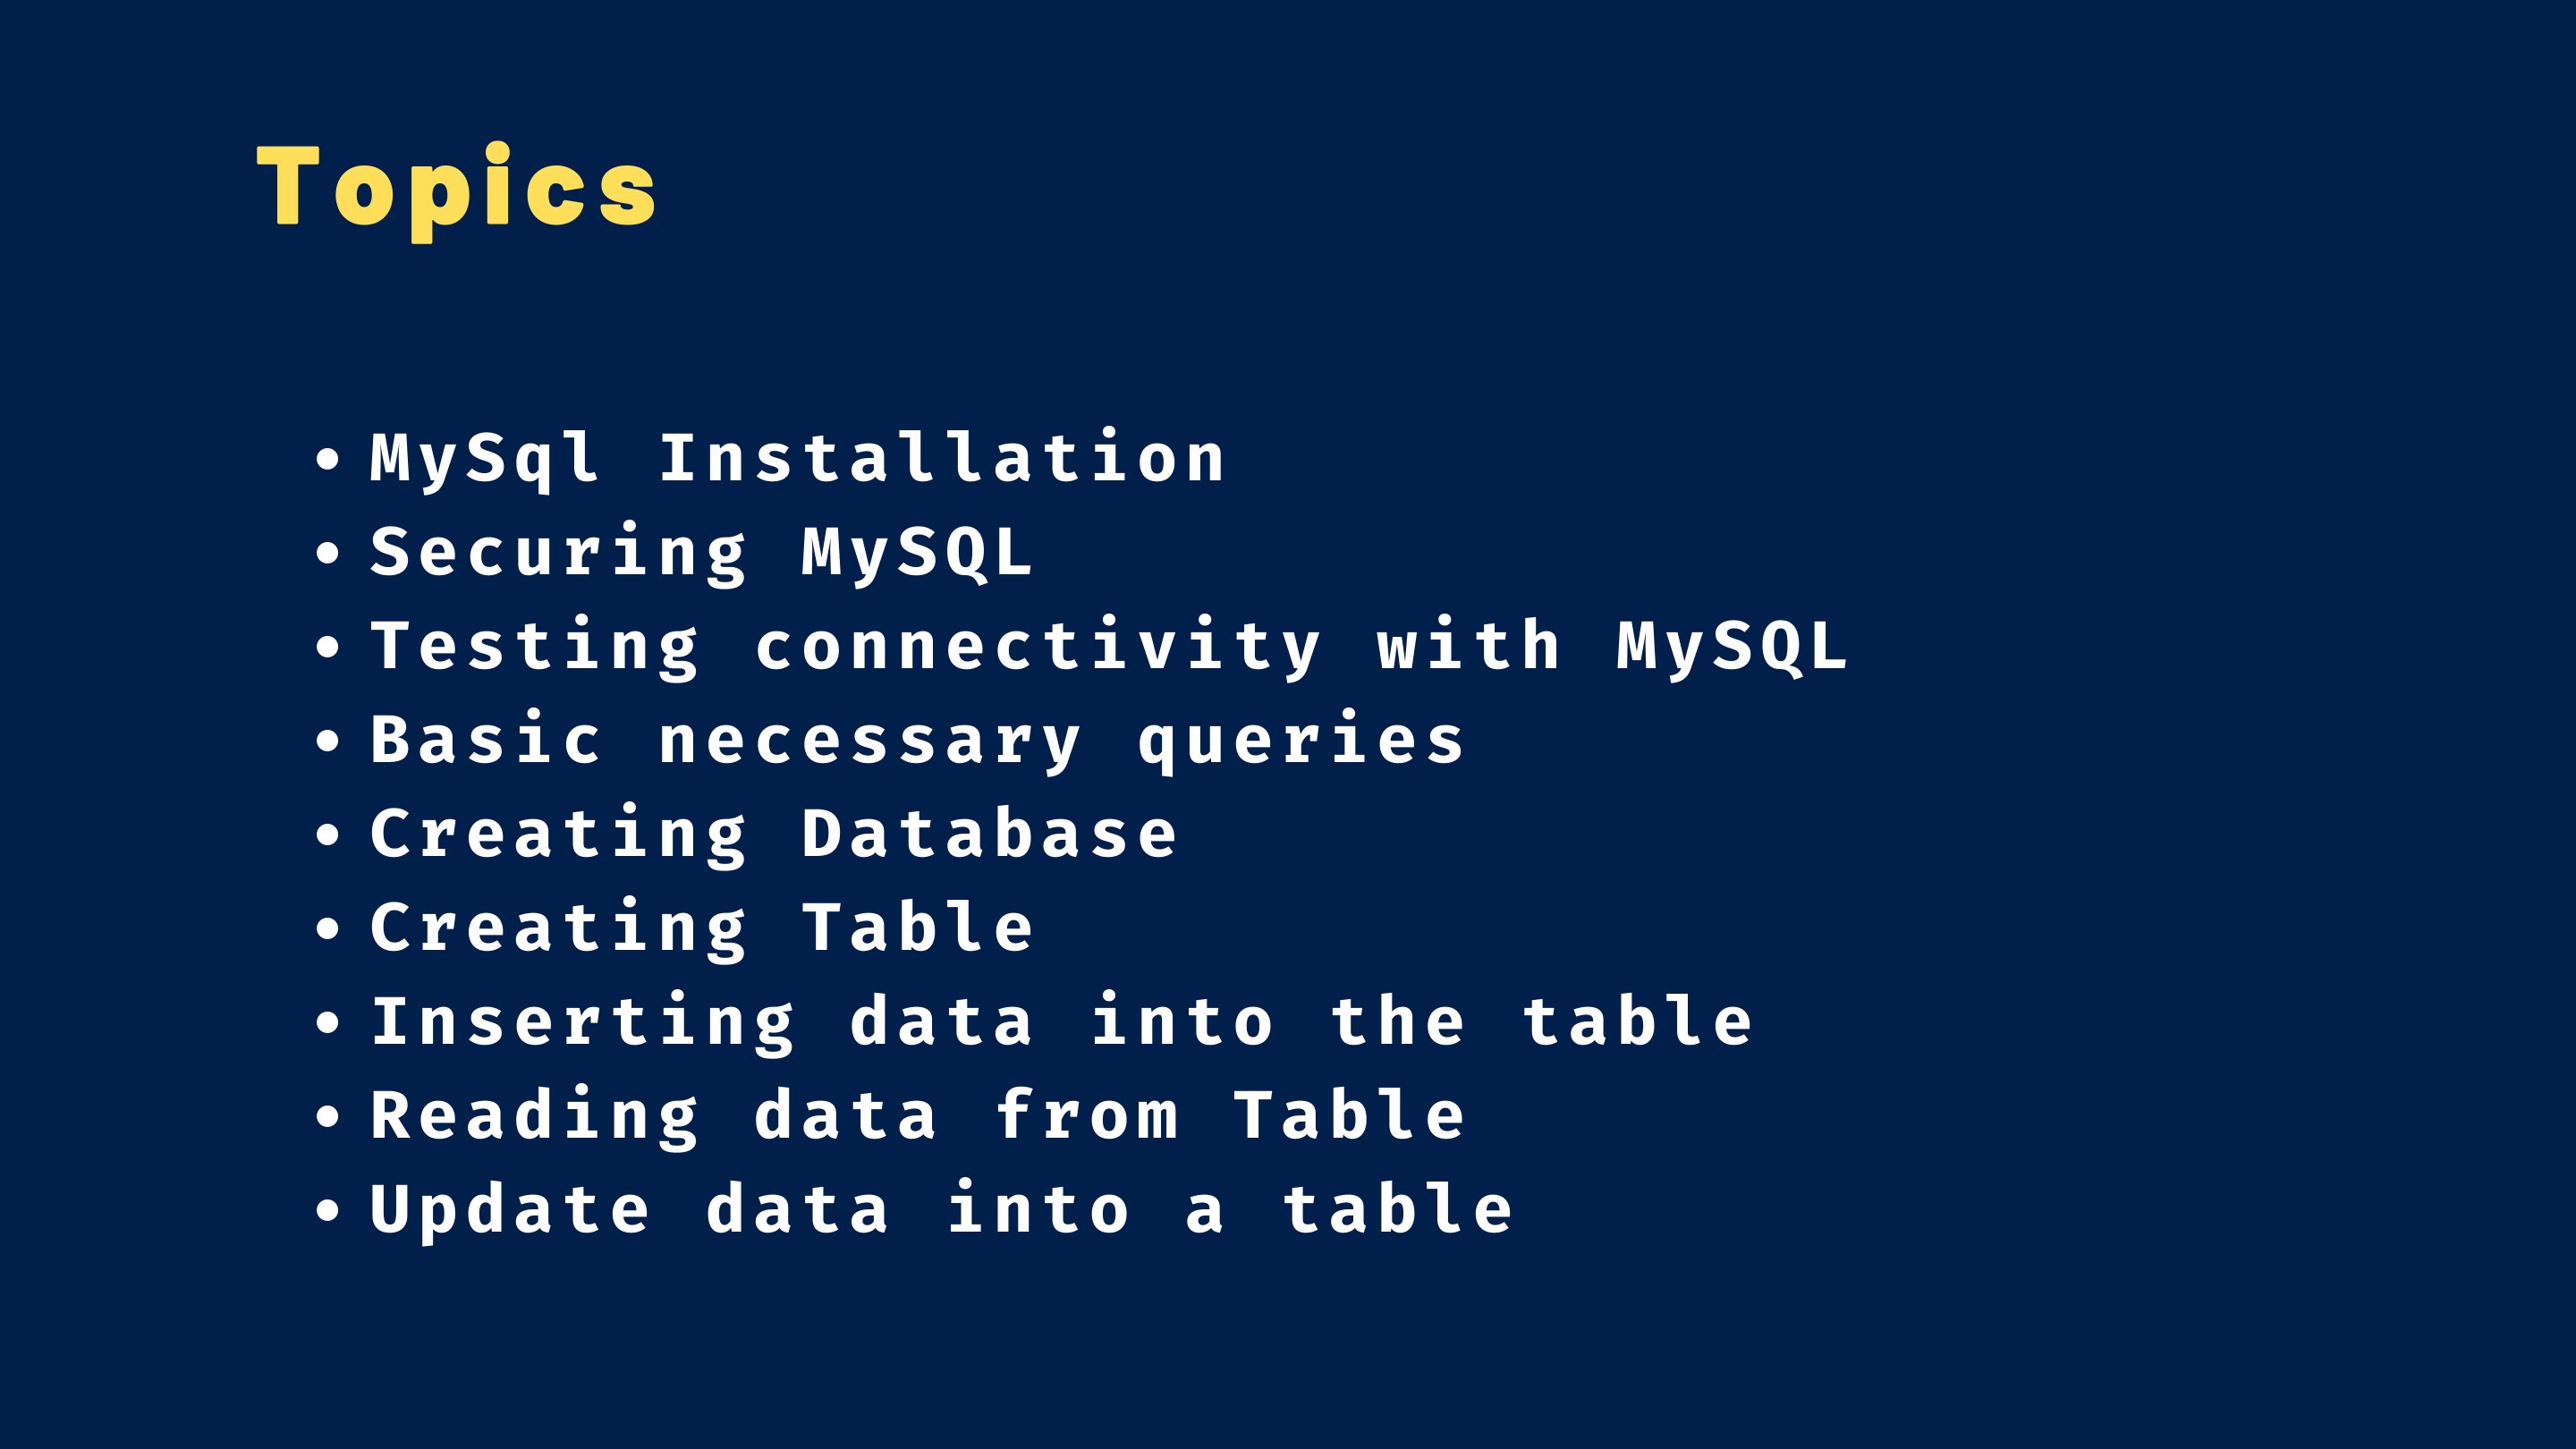 Topics
• MySql Installation
• Securing MySQL
• Testing connectivity with MySQL
• Basic necessary queries
• Creating Database
• Creating Table
• Inserting data into the table
• Reading data from Table
• Update data into a table